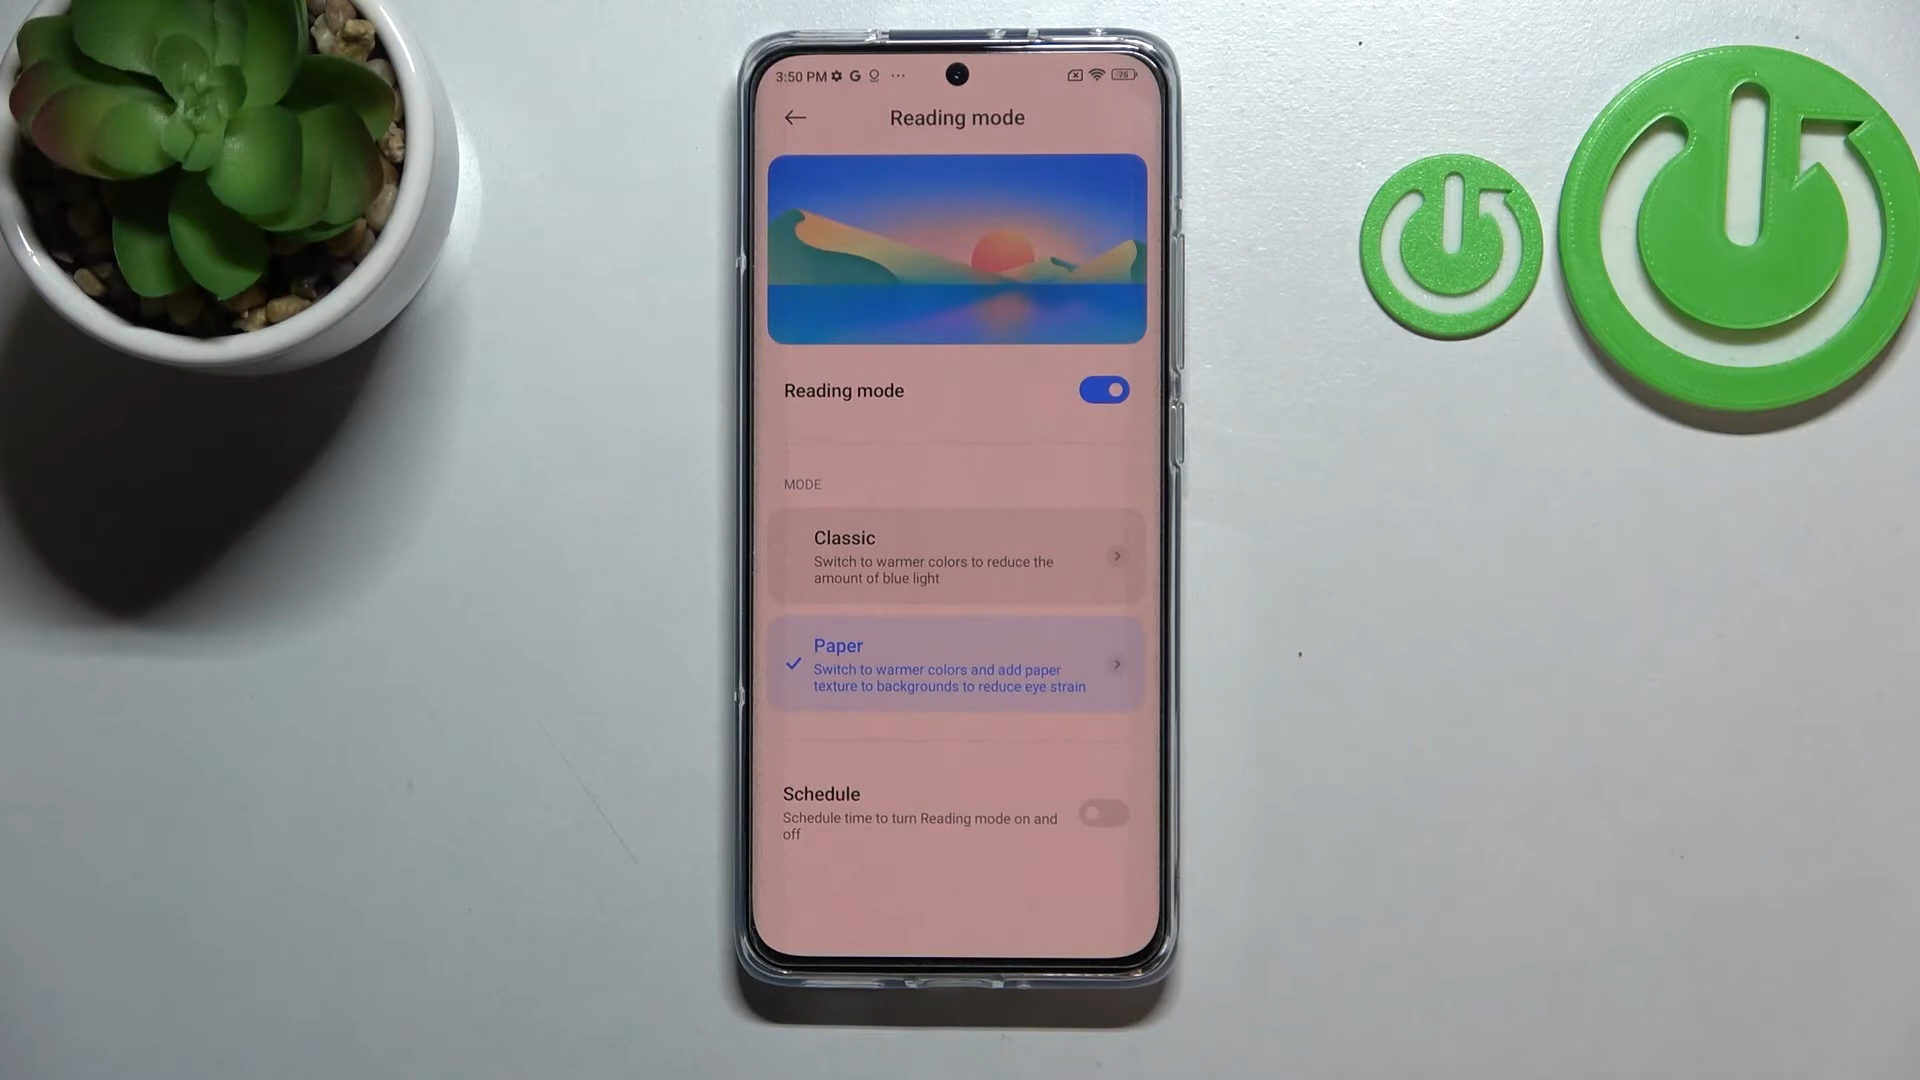 3:50 PM G ··· 75
Reading mode
Reading mode
MODE
Classic
Switch to warmer colors to reduce the
amount of blue light
Paper
Switch to warmer colors and add paper
texture to backgrounds to reduce eye strain
Schedule
Schedule time to turn Reading mode on and
off